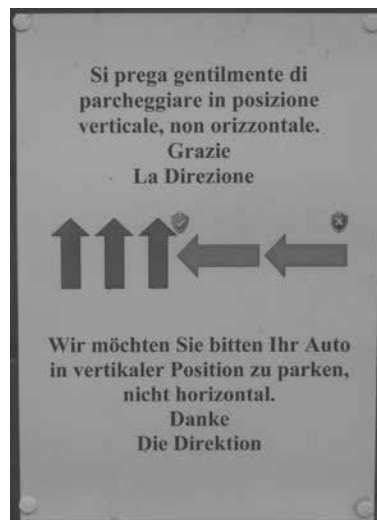 Si prega gentilmente di
parcheggiare in posizione
verticale, non orizzontale.
Grazie
La Direzione
Wir möchten Sie bitten Ihr Auto
in vertikaler Position zu parken,
nicht horizontal.
Danke
Die Direktion